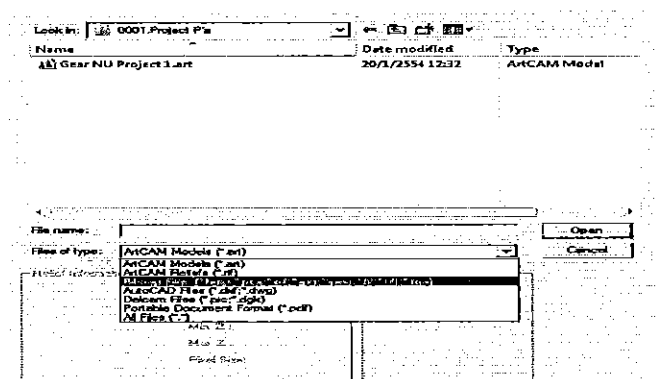 Look in: 0001.Project P's
Name Date modified Type
Gear NU Project 1.art 20/1/2554 12:32 ArtCAM Model
File name: Open
Files of type: ArtCAM Models (*.art) Cancel
ArtCAM Models (*.art)
ArtCAM Reliefs (*.rlf)
AutoCAD Files (*.dxf;*.dwg)
Delcam Files (*.pic;*.dgk)
Portable Document Format (*.pdf)
All Files (*.*)
Min Z:
Max Z:
Pixel Size: